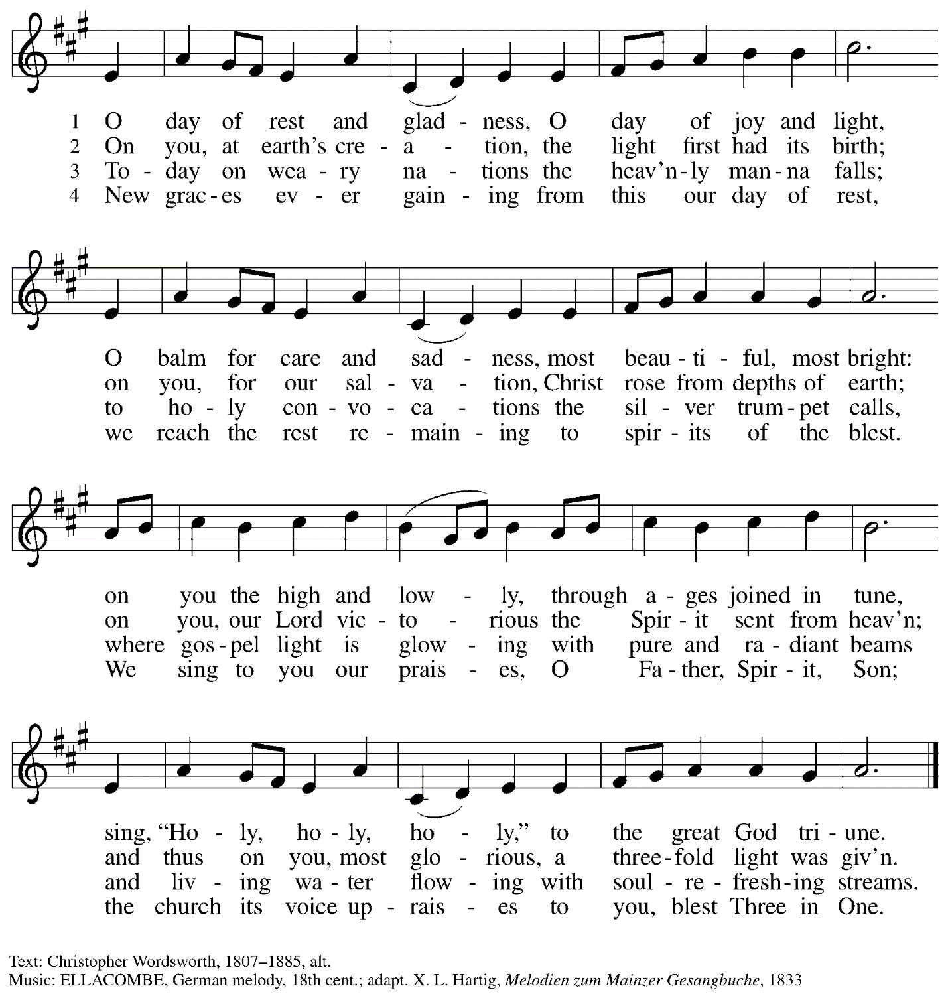 1 O day of rest and glad - ness, O day of joy and light,
2 On you, at earth's cre - a - tion, the light first had its birth;
3 To - day on wea - ry na - tions the heav'n - ly man - na falls;
4 New grac - es ev - er gain - ing from this our day of rest,
O balm for care and sad - ness, most beau - ti - ful, most bright:
on you, for our sal - va - tion, Christ rose from depths of earth;
to ho - ly con - vo - ca - tions the sil - ver trum - pet calls,
we reach the rest re - main - ing to spir - its of the blest.
on you the high and low - ly, through a - ges joined in tune,
on you, our Lord vic - to - rious the Spir - it sent from heav'n;
where gos - pel light is glow - ing with pure and ra - diant beams
We sing to you our prais - es, O Fa - ther, Spir - it, Son;
sing, “Ho - ly, ho - ly, ho - ly,” to the great God tri - une.
and thus on you, most glo - rious, a three - fold light was giv'n.
and liv - ing wa - ter flow - ing with soul - re - fresh - ing streams.
the church its voice up - rais - es to you, blest Three in One.
Text: Christopher Wordsworth, 1807–1885, alt.
Music: ELLACOMBE, German melody, 18th cent.; adapt. X. L. Hartig, Melodien zum Mainzer Gesangbuche, 1833